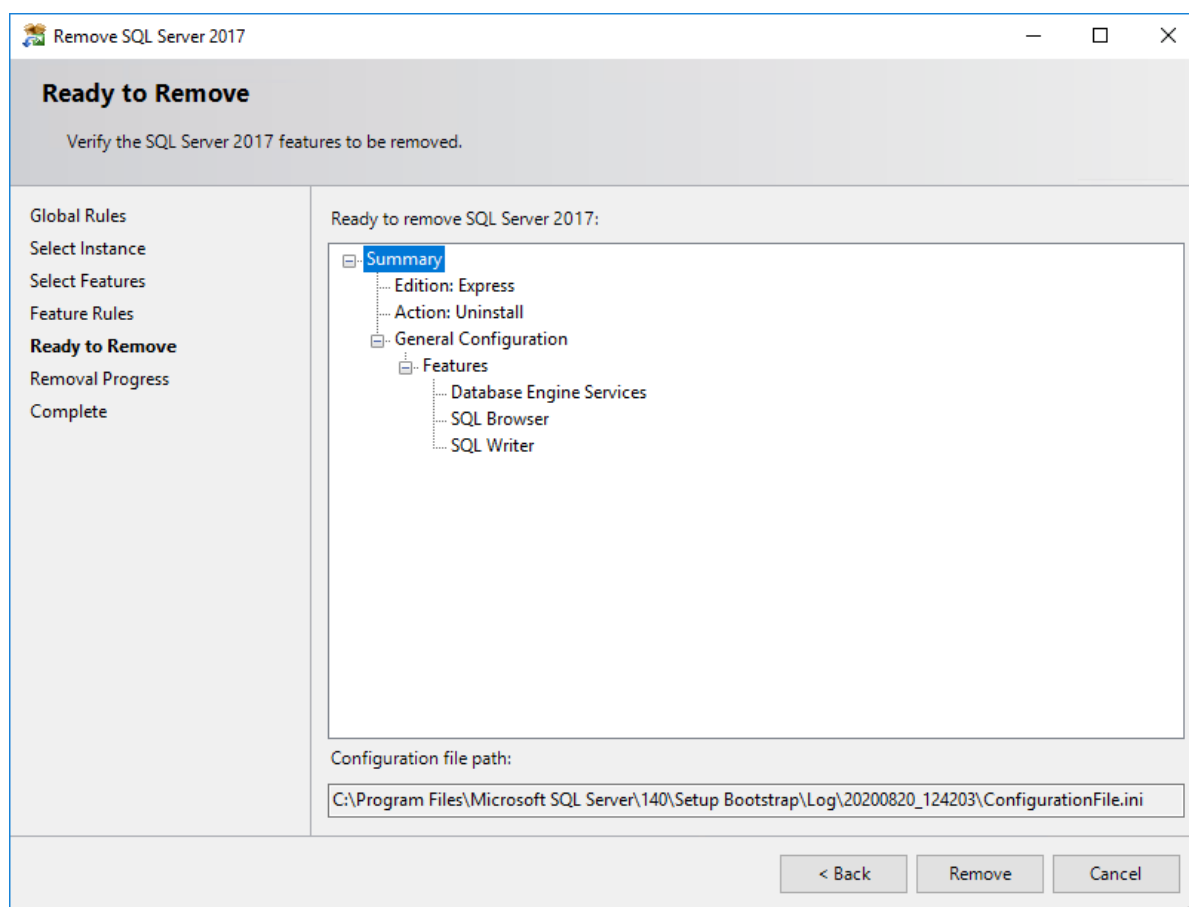 Remove SQL Server 2017
Ready to Remove
Verify the SQL Server 2017 features to be removed.
Global Rules
Select Instance
Select Features
Feature Rules
Ready to Remove
Removal Progress
Complete
Ready to remove SQL Server 2017:
Summary
Edition: Express
Action: Uninstall
General Configuration
Features
Database Engine Services
SQL Browser
SQL Writer
Configuration file path:
C:\Program Files\Microsoft SQL Server\140\Setup Bootstrap\Log\20200820_124203\ConfigurationFile.ini
< Back
Remove
Cancel